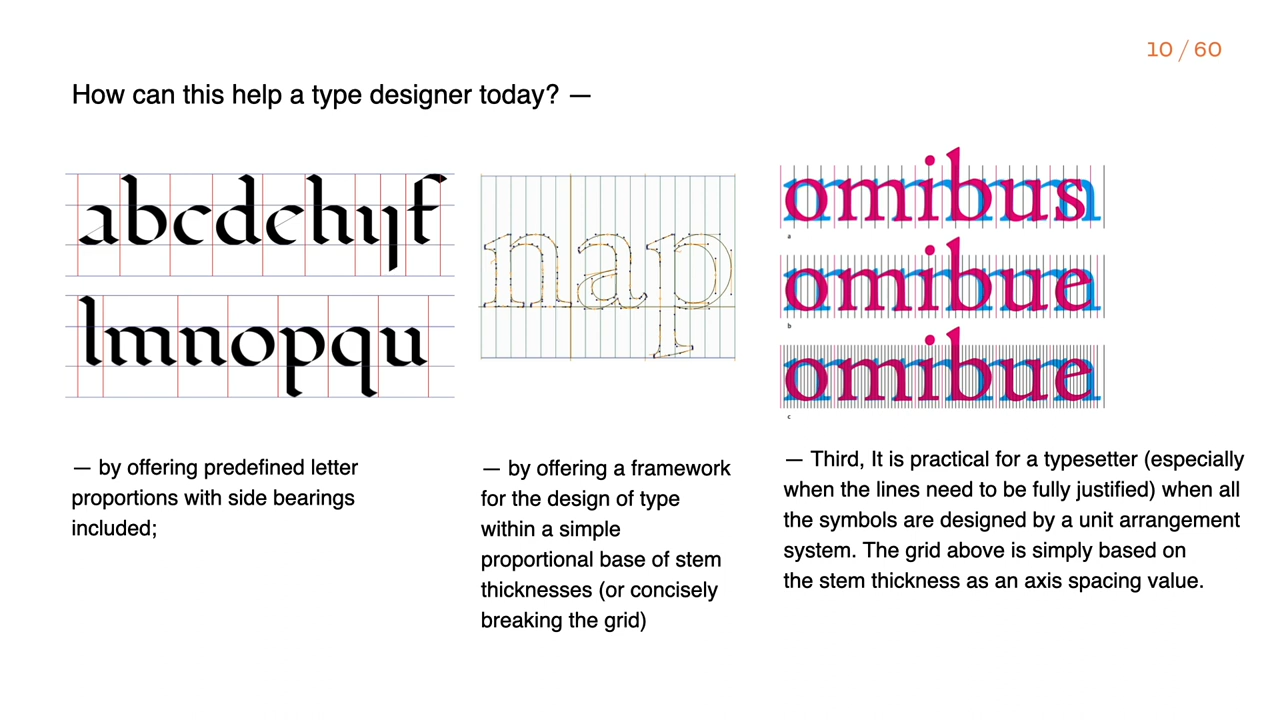 10 / 60
How can this help a type designer today? —
abcdehijf
lmnopqu
nap
omibus
a
omibue
b
omibue
c
— by offering predefined letter
proportions with side bearings
included;
— by offering a framework
for the design of type
within a simple
proportional base of stem
thicknesses (or concisely
breaking the grid)
— Third, It is practical for a typesetter (especially
when the lines need to be fully justified) when all
the symbols are designed by a unit arrangement
system. The grid above is simply based on
the stem thickness as an axis spacing value.